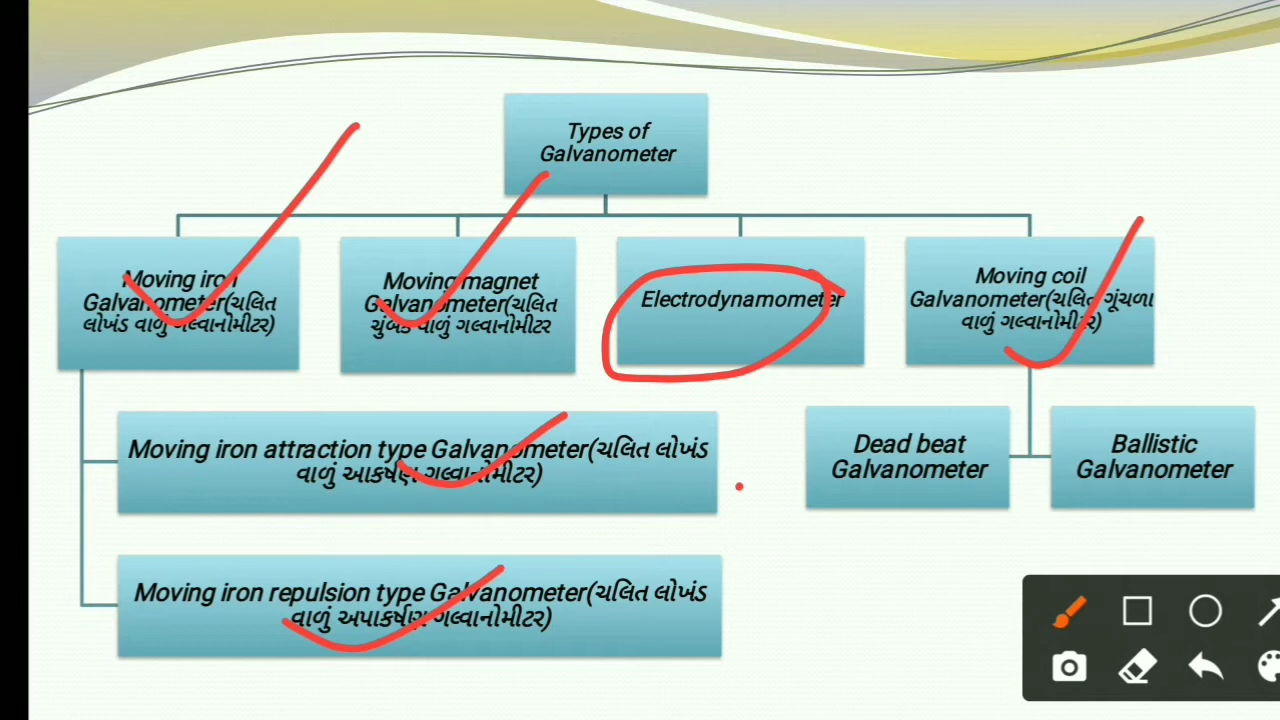 Types of
Galvanometer
Moving iron
Galvanometer(ચલિત
લોખંડ વાળું ગલ્વાનોમીટર)
Moving magnet
Galvanometer(ચલિત
ચુંબક વાળું ગલ્વાનોમીટર
Electrodynamometer
Moving coil
Galvanometer(ચલિત ગૂંચળા
વાળું ગલ્વાનોમીટર)
Moving iron attraction type Galvanometer(ચલિત લોખંડ
વાળું આકર્ષણ ગલ્વાનોમીટર)
Dead beat
Galvanometer
Ballistic
Galvanometer
Moving iron repulsion type Galvanometer(ચલિત લોખંડ
વાળું અપાકર્ષણ ગલ્વાનોમીટર)